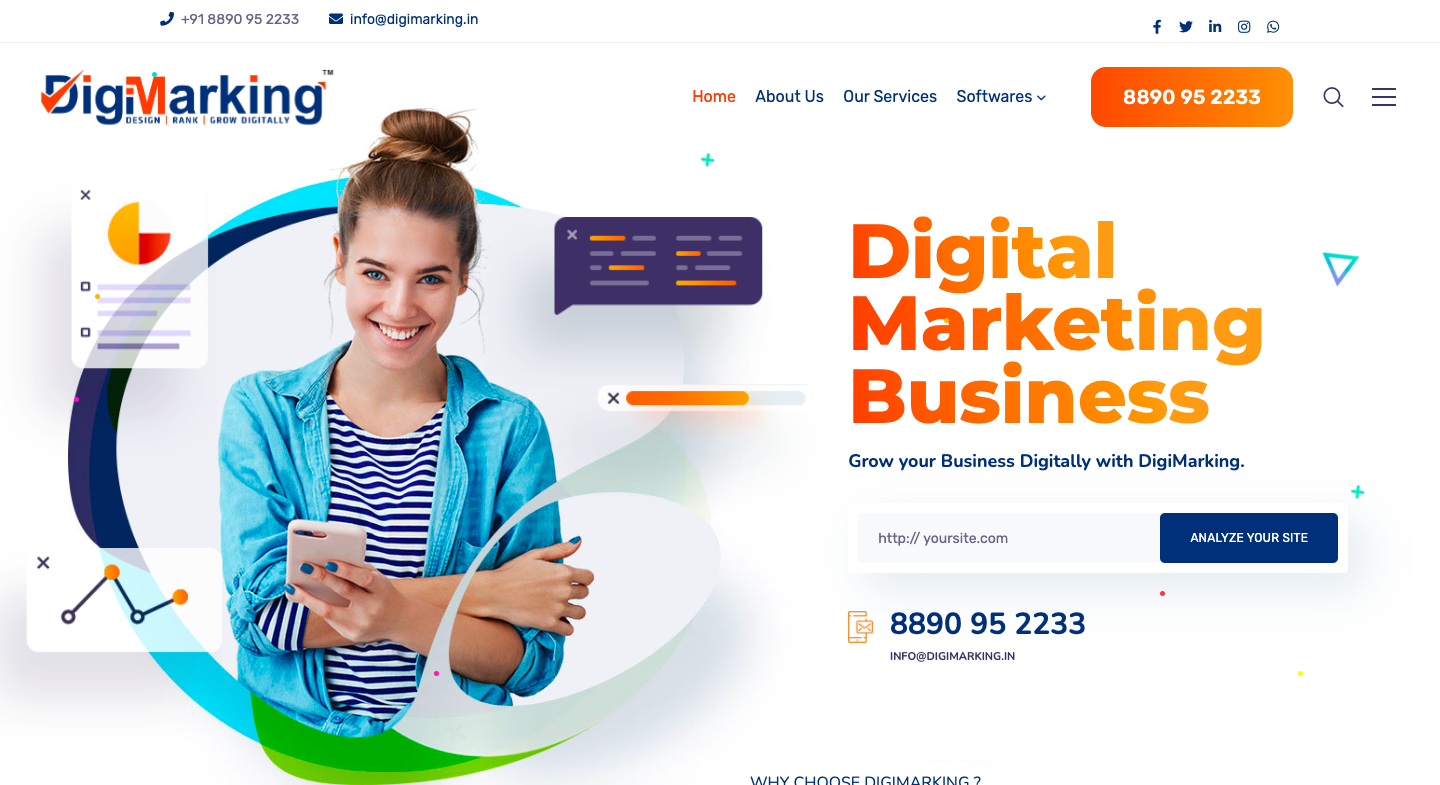 +91 8890 95 2233
info@digimarking.in
DigiMarking™
DESIGN | RANK | GROW DIGITALLY
Home
About Us
Our Services
Softwares
8890 95 2233
Digital
Marketing
Business
Grow your Business Digitally with DigiMarking.
http:// yoursite.com
ANALYZE YOUR SITE
8890 95 2233
INFO@DIGIMARKING.IN
WHY CHOOSE DIGIMARKING ?